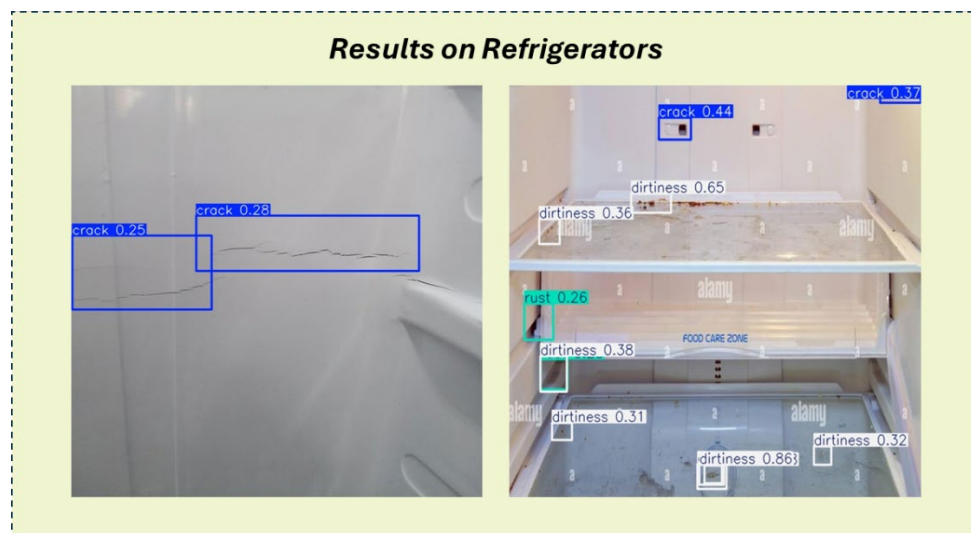 Results on Refrigerators
crack 0.28
crack 0.25
crack 0.37
crack 0.44
dirtiness 0.65
dirtiness 0.36
alamy
alamy
alamy
rust 0.26
FOOD CARE ZONE
dirtiness 0.38
dirtiness 0.31
alamy
alamy
dirtiness 0.32
dirtiness 0.86